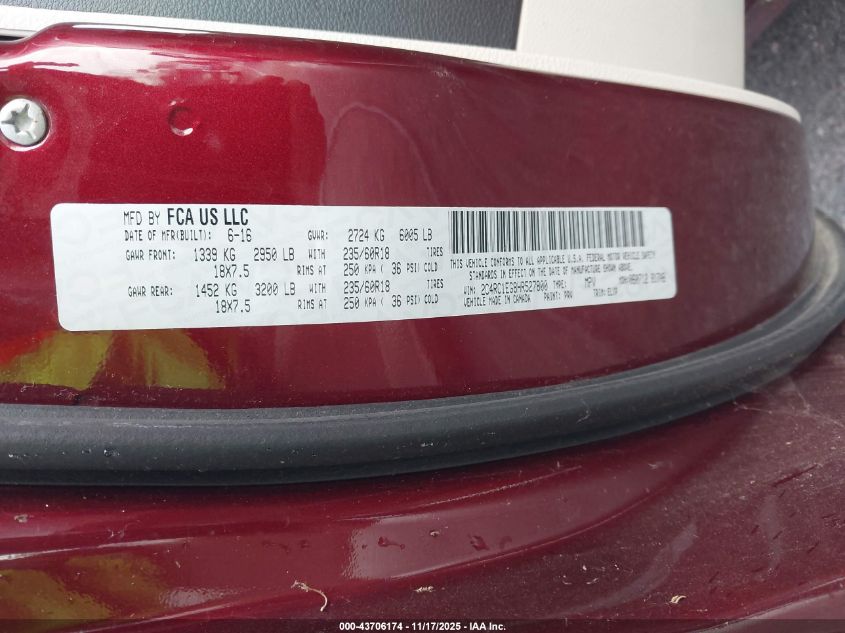 MFD BY FCA US LLC
DATE OF MFR(BUILT): 6-16 GVWR: 2724 KG 6005 LB
GAWR FRONT: 1339 KG 2950 LB WITH 235/60R18 TIRES
18X7.5 RIMS AT 250 KPA ( 36 PSI) COLD
GAWR REAR: 1452 KG 3200 LB WITH 235/60R18 TIRES
18X7.5 RIMS AT 250 KPA ( 36 PSI) COLD
THIS VEHICLE CONFORMS TO ALL APPLICABLE U.S.A. FEDERAL MOTOR VEHICLE SAFETY
STANDARDS IN EFFECT ON THE DATE OF MANUFACTURE SHOWN ABOVE.
VIN: 2C4RC1EG8HR527800 TYPE: MPV
VEHICLE MADE IN CANADA PAINT: PRV TRIM:
000-43706174 - 11/17/2025 - IAA Inc.